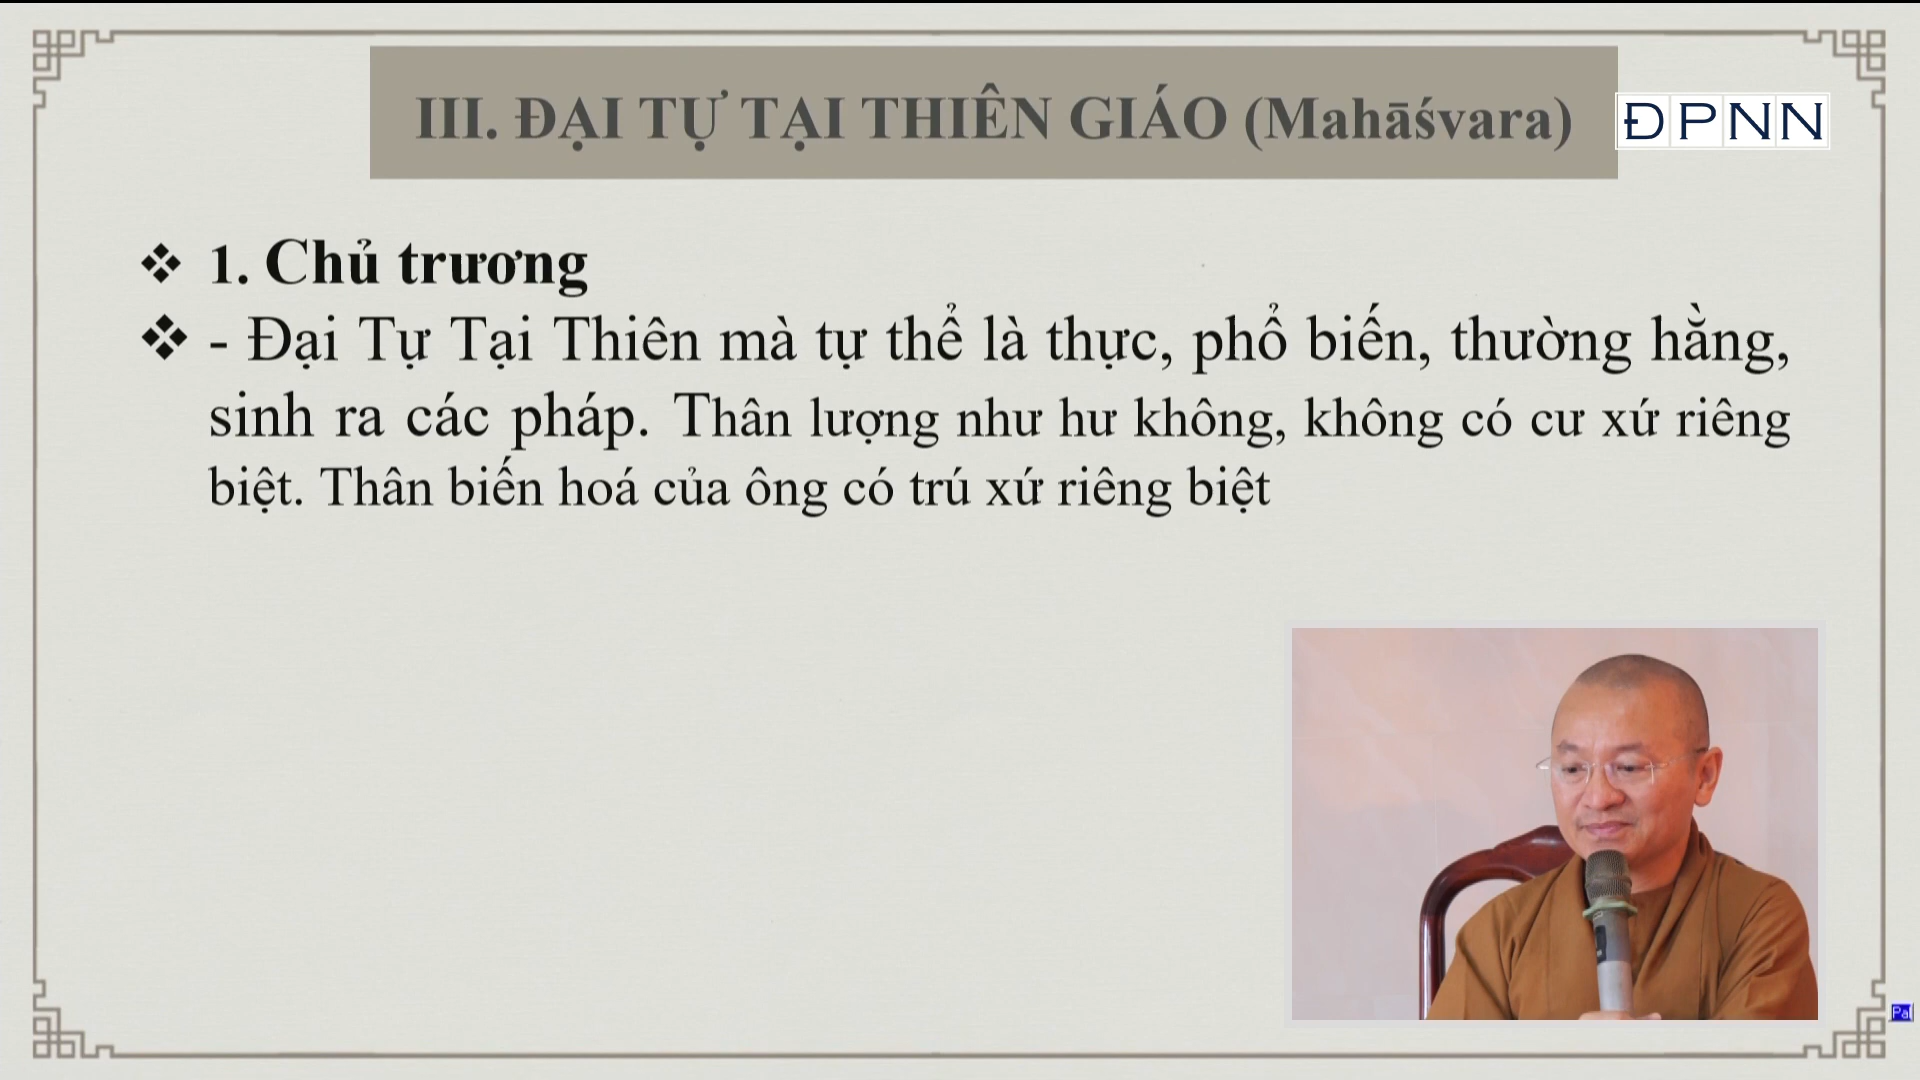 III. ĐẠI TỰ TẠI THIÊN GIÁO (Mahāśvara)
ĐPNN
❖ 1. Chủ trương
❖ - Đại Tự Tại Thiên mà tự thể là thực, phổ biến, thường hằng,
sinh ra các pháp. Thân lượng như hư không, không có cư xứ riêng
biệt. Thân biến hoá của ông có trú xứ riêng biệt
Pal